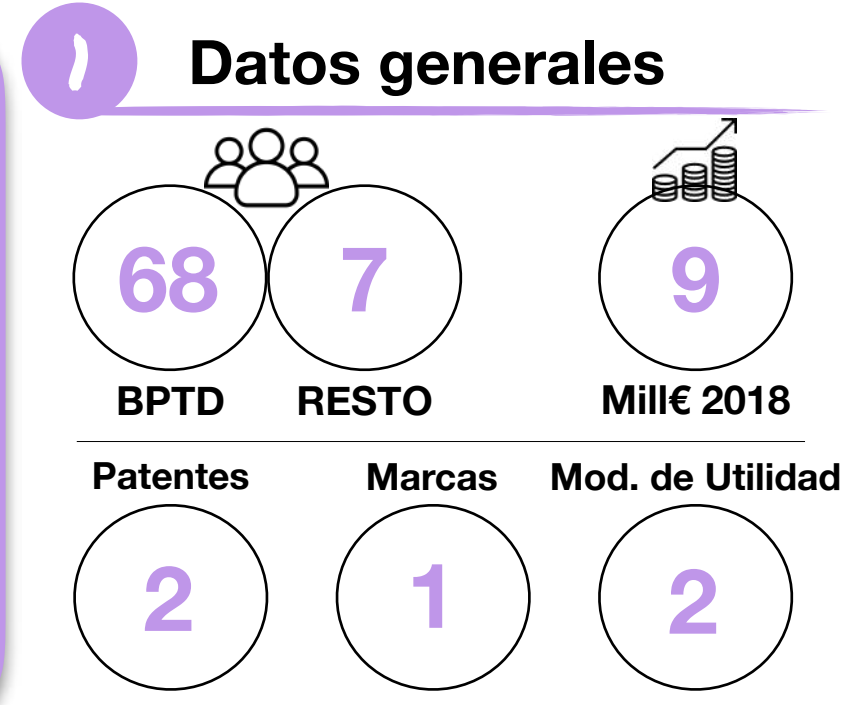 1
Datos generales
68 7 9
BPTD RESTO Mill€ 2018
Patentes Marcas Mod. de Utilidad
2 1 2